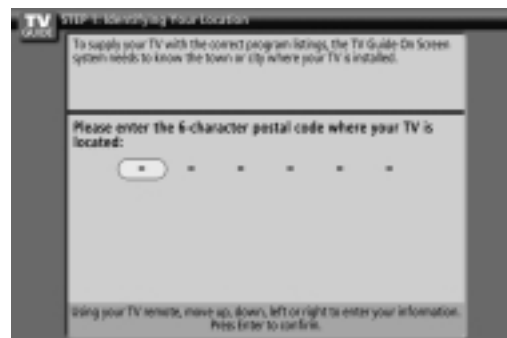 TV
GUIDE
STEP 1: Identifying Your Location
To supply your TV with the correct program listings, the TV Guide On Screen
system needs to know the town or city where your TV is installed.
Please enter the 6-character postal code where your TV is
located:
- - - - - -
Using your TV remote, move up, down, left or right to enter your information.
Press Enter to confirm.